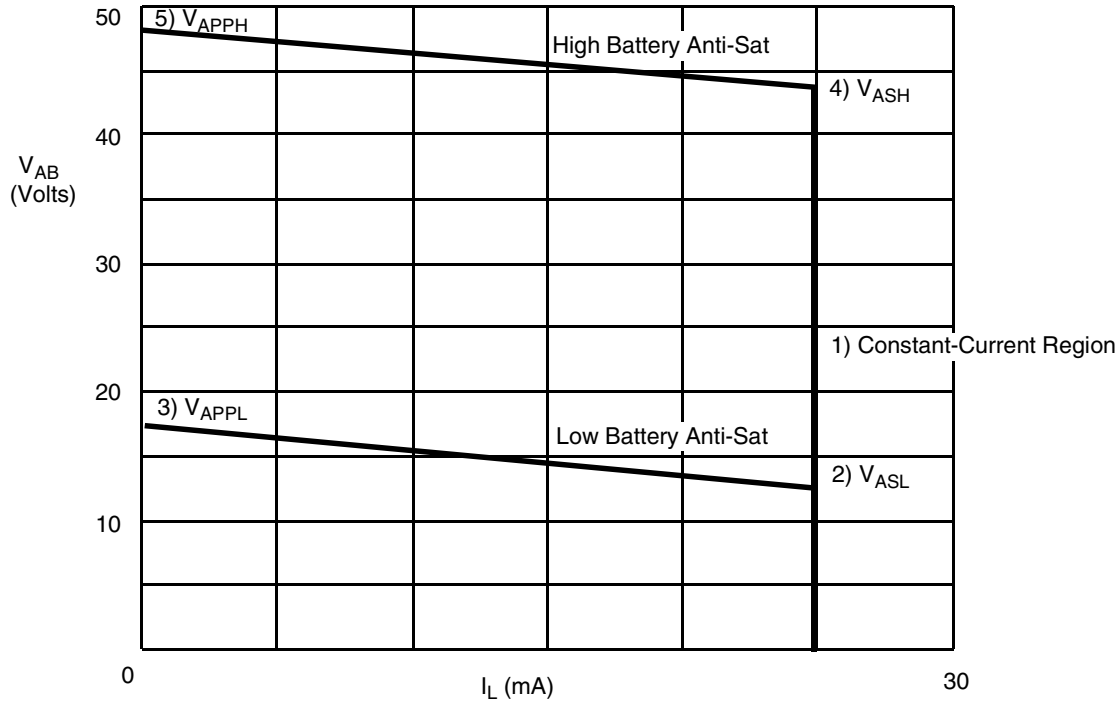 50
5) VAPPH
High Battery Anti-Sat
4) VASH
40
VAB
(Volts)
30
1) Constant-Current Region
20
3) VAPPL
Low Battery Anti-Sat
2) VASL
10
0
IL (mA)
30